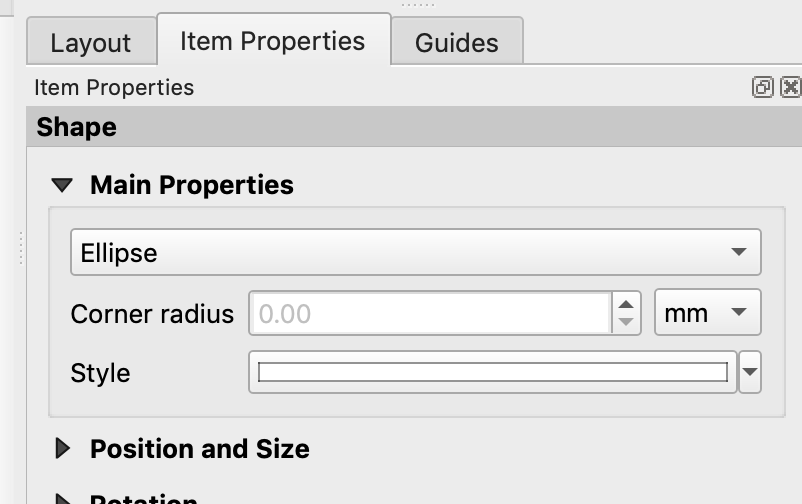 Layout Item Properties Guides
Item Properties
Shape
Main Properties
Ellipse
Corner radius 0.00 mm
Style
Position and Size
Rotation